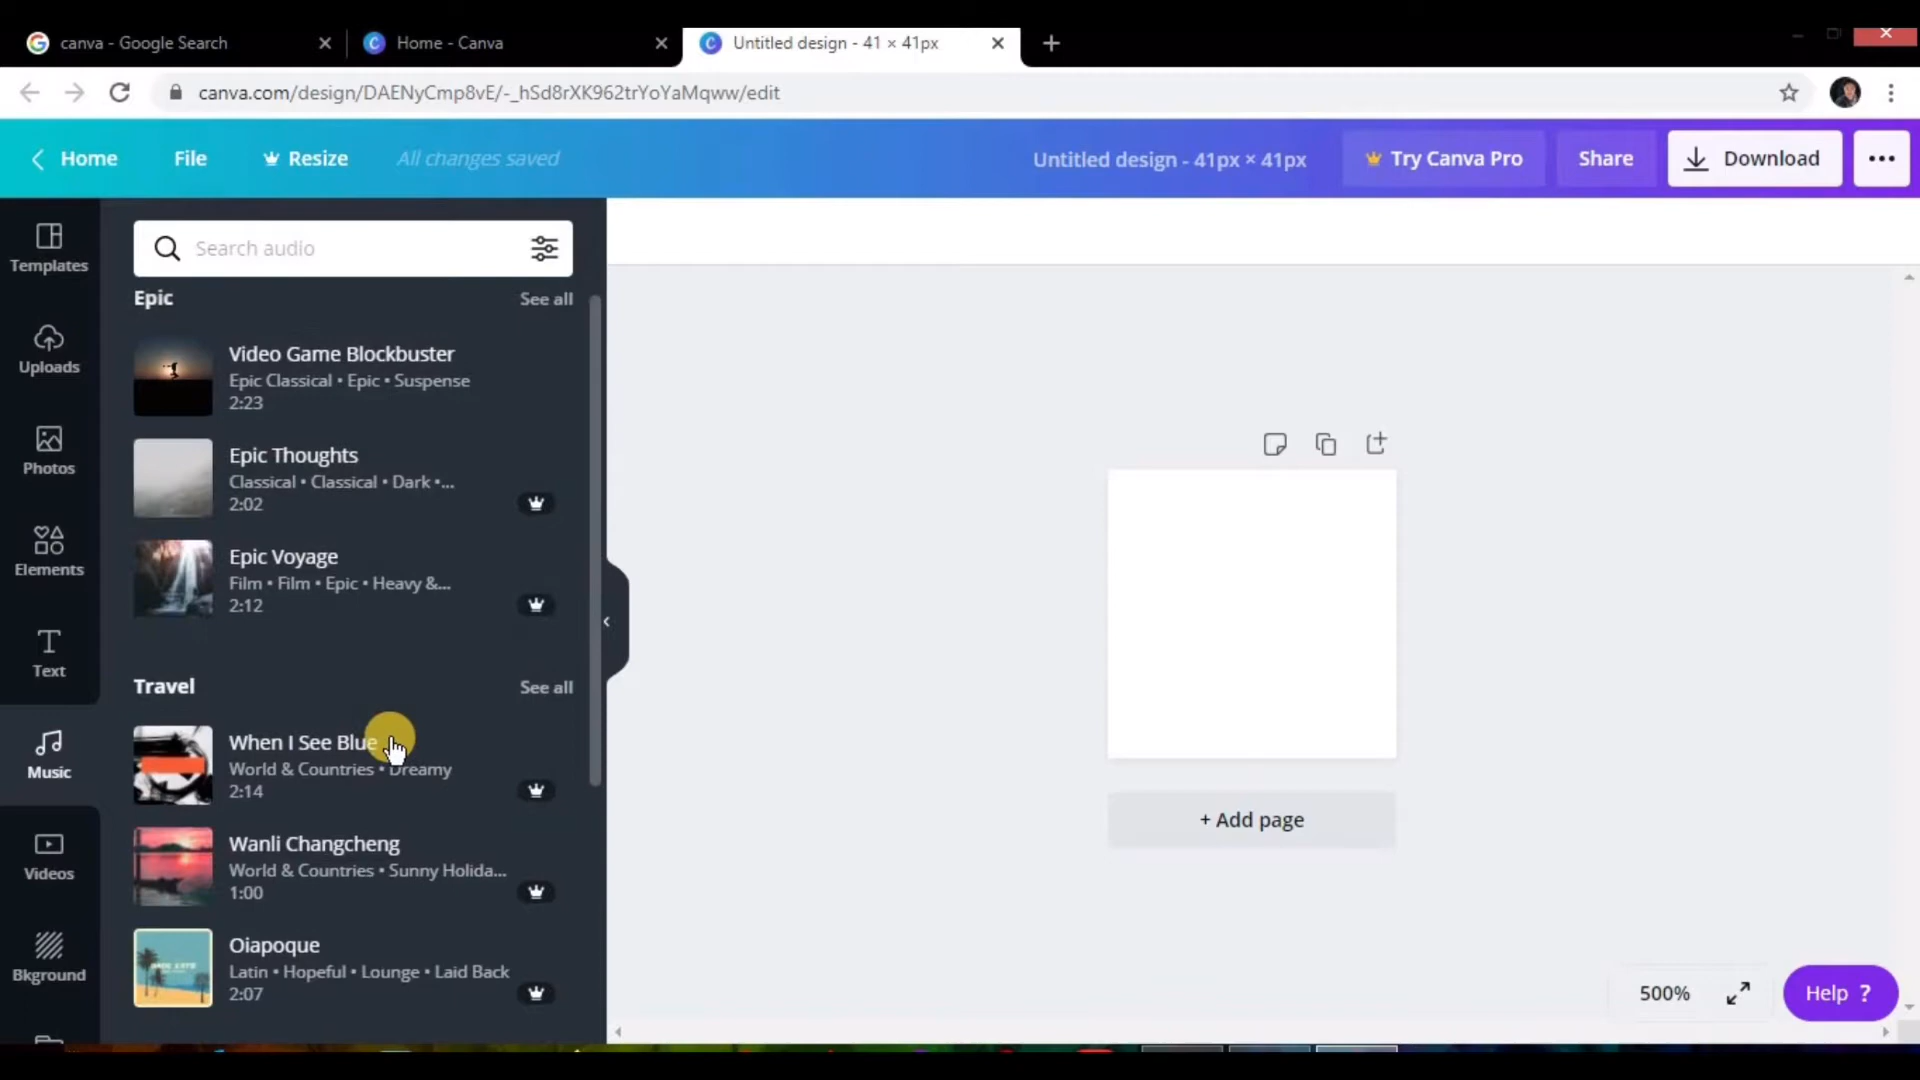 canva - Google Search
Home - Canva
Untitled design - 41 × 41px
canva.com/design/DAENyCmp8vE/-_hSd8rXK962trYoYaMqww/edit
Home
File
Resize
All changes saved
Untitled design - 41px × 41px
Try Canva Pro
Share
Download
Templates
Uploads
Photos
Elements
Text
Music
Videos
Bkground
Search audio
Epic
See all
Video Game Blockbuster
Epic Classical • Epic • Suspense
2:23
Epic Thoughts
Classical • Classical • Dark •...
2:02
Epic Voyage
Film • Film • Epic • Heavy &...
2:12
Travel
See all
When I See Blue
World & Countries • Dreamy
2:14
Wanli Changcheng
World & Countries • Sunny Holida...
1:00
Oiapoque
Latin • Hopeful • Lounge • Laid Back
2:07
+ Add page
500%
Help ?